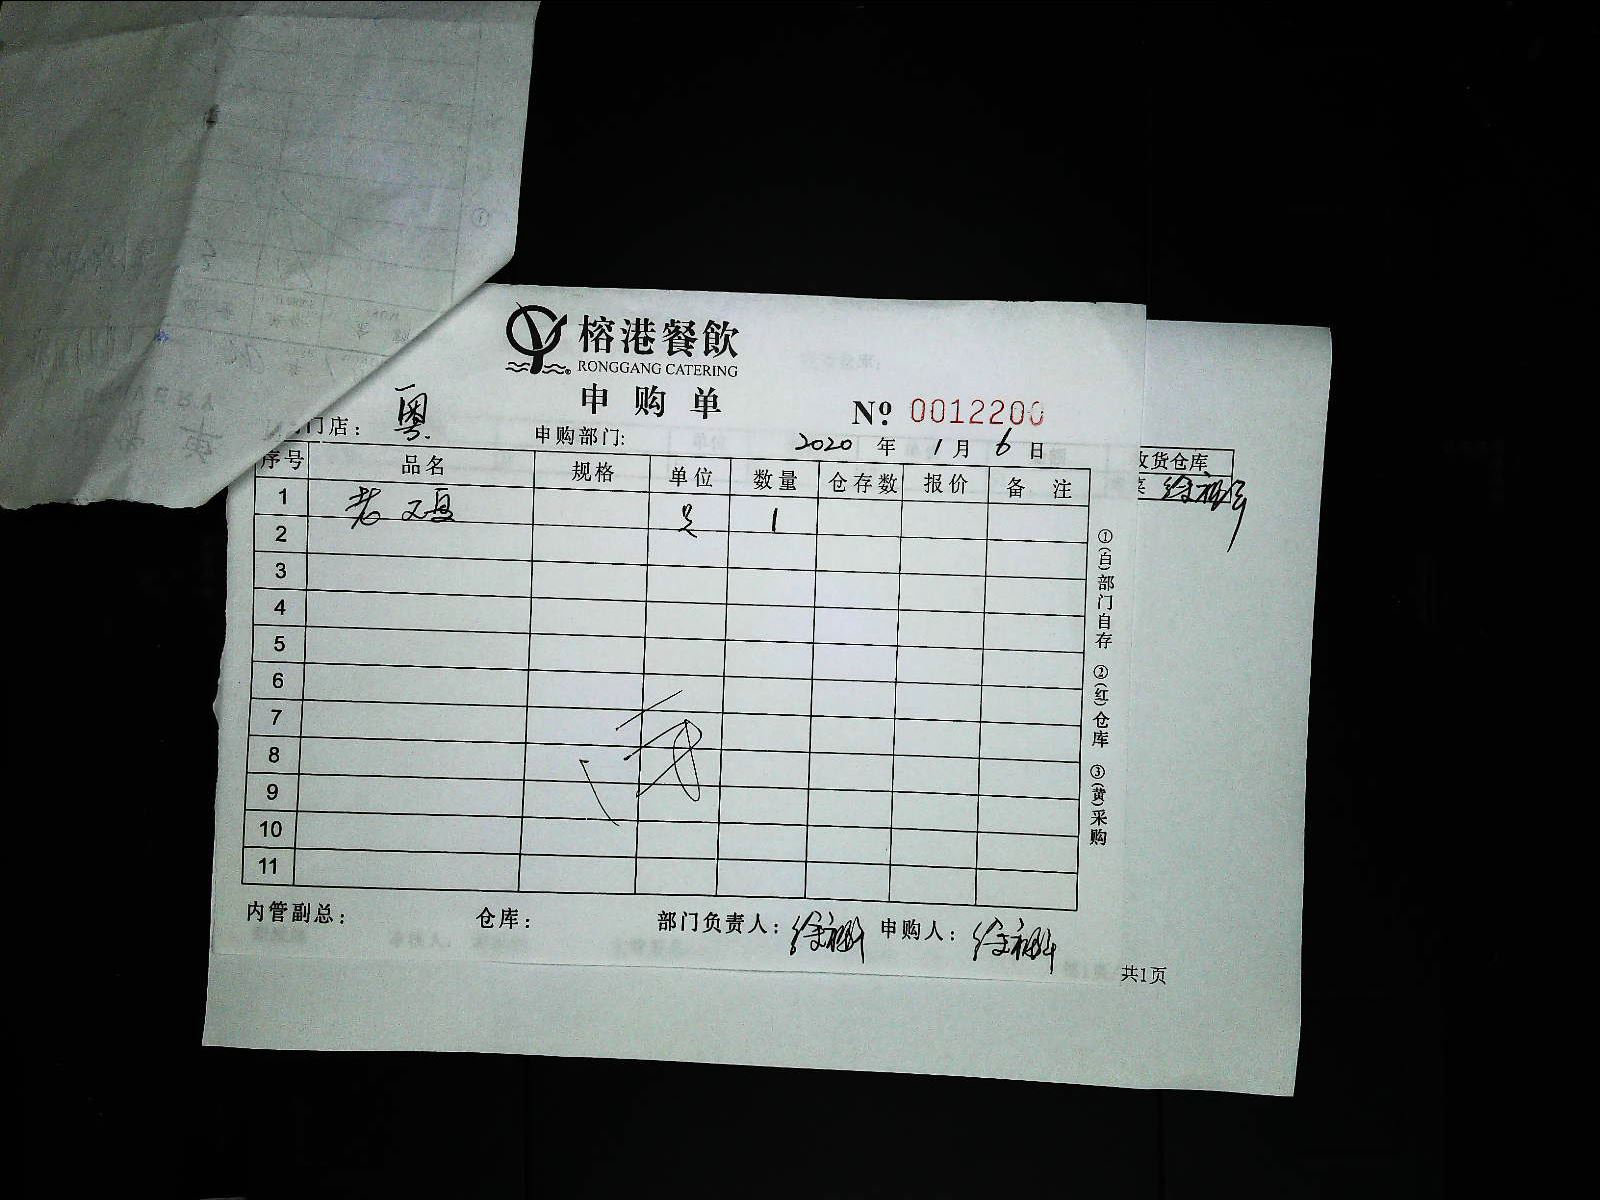 榕港餐飲
RONGGANG CATERING
申购单
№ 0012200
门店: 粤
申购部门:
2020 年 1 月 6 日
收货仓库
菜
序号 品名 规格 单位 数量 仓存数 报价 备 注
1 老 只 1
2
3
4
5
6
7
8
9
10
11
①(白)部门自存 ②(红)仓库 ③(黄)采购
内管副总: 仓库: 部门负责人: 申购人:
共1页